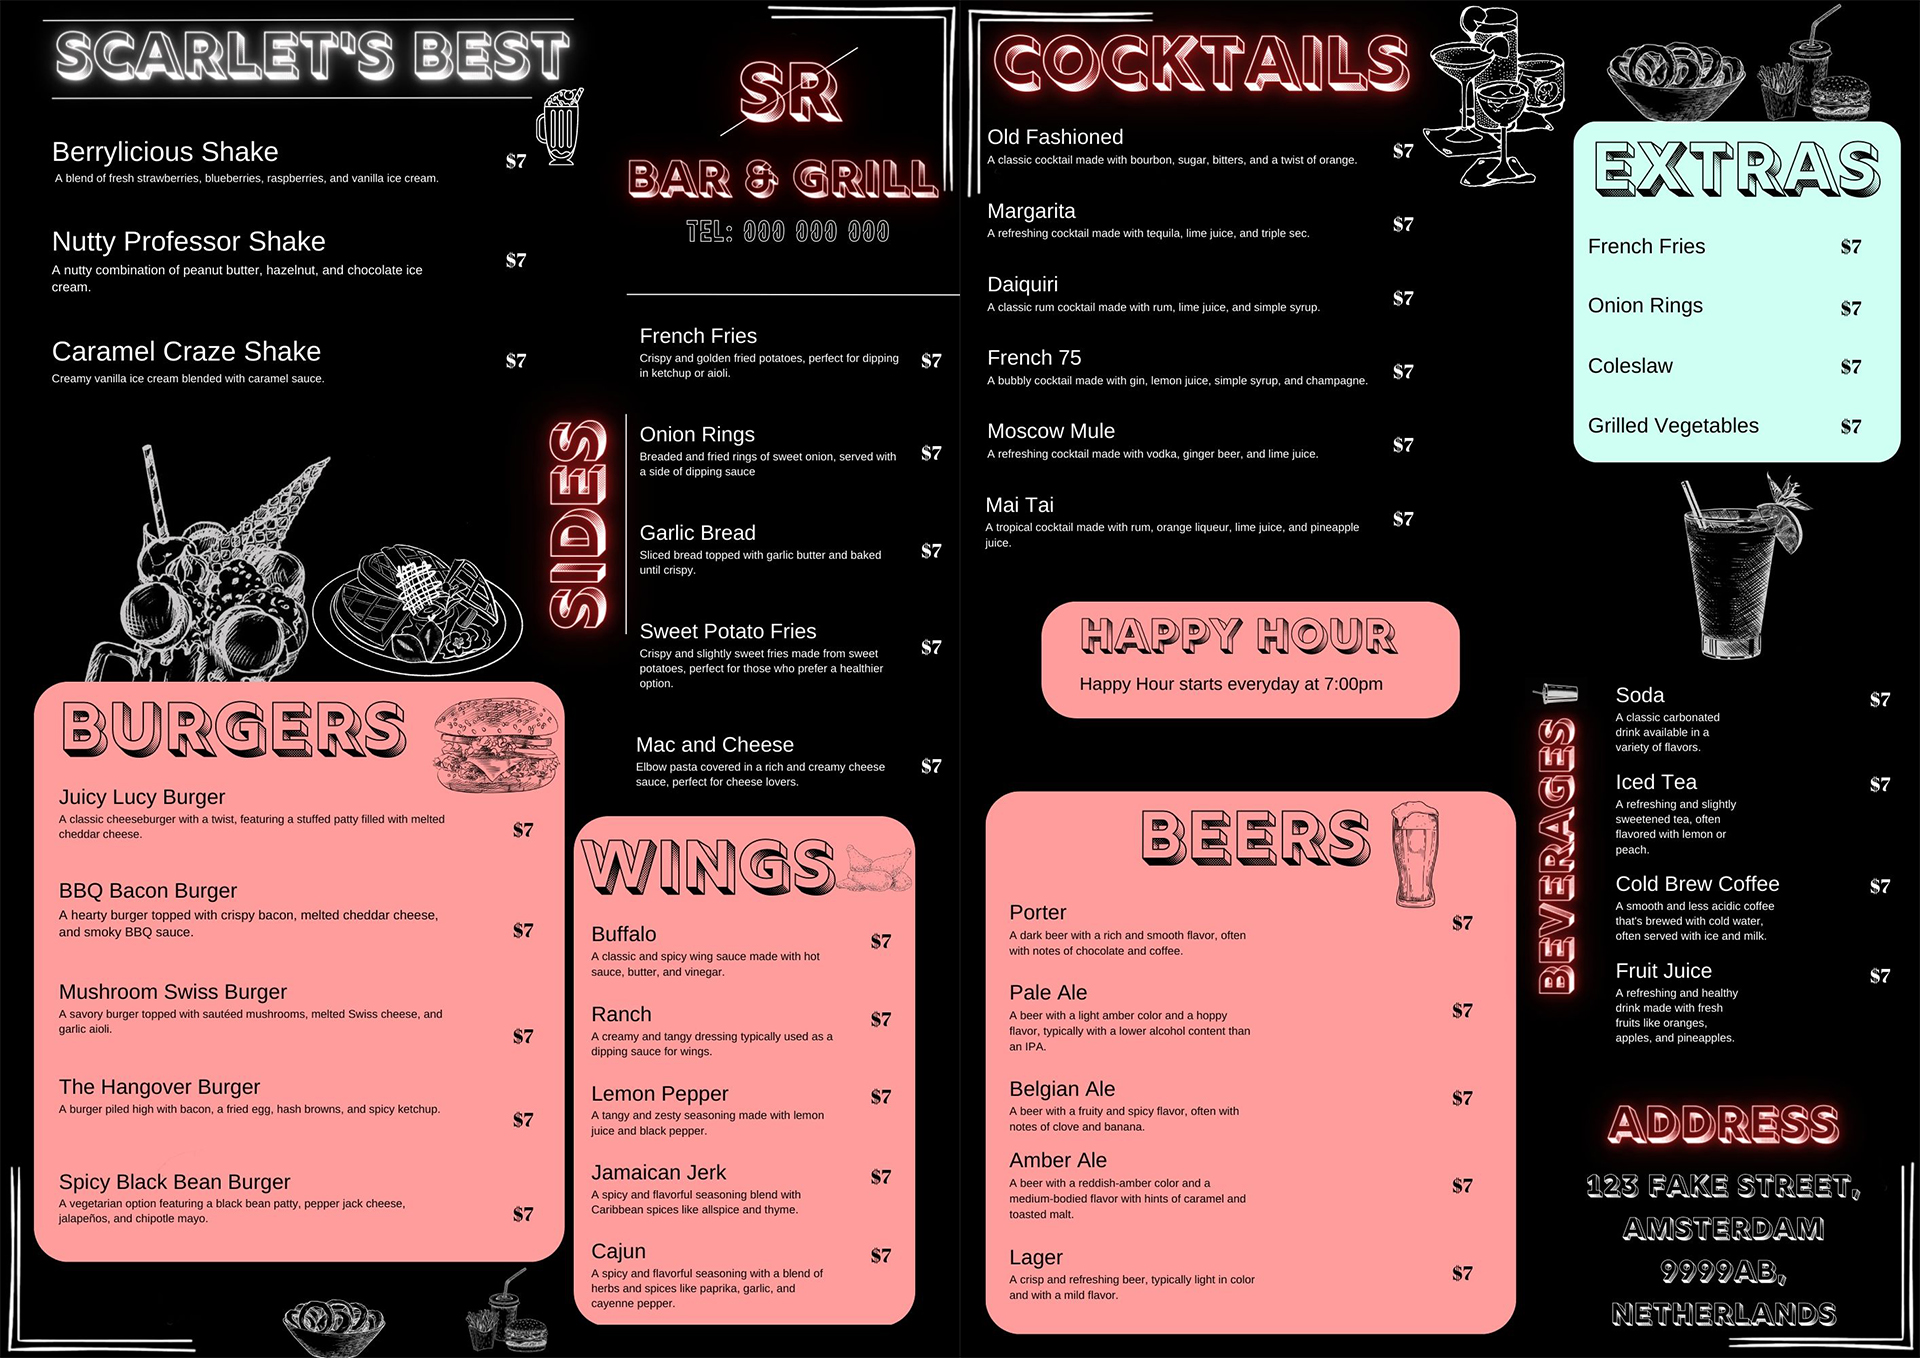 SCARLET'S BEST
Berrylicious Shake
$7
A blend of fresh strawberries, blueberries, raspberries, and vanilla ice cream.
Nutty Professor Shake
$7
A nutty combination of peanut butter, hazelnut, and chocolate ice
cream.
Caramel Craze Shake
$7
Creamy vanilla ice cream blended with caramel sauce.
SR
BAR & GRILL
TEL: 000 000 000
SIDES
French Fries
Crispy and golden fried potatoes, perfect for dipping
in ketchup or aioli.
$7
Onion Rings
Breaded and fried rings of sweet onion, served with
a side of dipping sauce
$7
Garlic Bread
Sliced bread topped with garlic butter and baked
until crispy.
$7
Sweet Potato Fries
Crispy and slightly sweet fries made from sweet
potatoes, perfect for those who prefer a healthier
option.
$7
Mac and Cheese
Elbow pasta covered in a rich and creamy cheese
sauce, perfect for cheese lovers.
$7
BURGERS
Juicy Lucy Burger
A classic cheeseburger with a twist, featuring a stuffed patty filled with melted
cheddar cheese.
$7
BBQ Bacon Burger
A hearty burger topped with crispy bacon, melted cheddar cheese,
and smoky BBQ sauce.
$7
Mushroom Swiss Burger
A savory burger topped with sautéed mushrooms, melted Swiss cheese, and
garlic aioli.
$7
The Hangover Burger
A burger piled high with bacon, a fried egg, hash browns, and spicy ketchup.
$7
Spicy Black Bean Burger
A vegetarian option featuring a black bean patty, pepper jack cheese,
jalapeños, and chipotle mayo.
$7
WINGS
Buffalo
$7
A classic and spicy wing sauce made with hot
sauce, butter, and vinegar.
Ranch
$7
A creamy and tangy dressing typically used as a
dipping sauce for wings.
Lemon Pepper
$7
A tangy and zesty seasoning made with lemon
juice and black pepper.
Jamaican Jerk
$7
A spicy and flavorful seasoning blend with
Caribbean spices like allspice and thyme.
Cajun
$7
A spicy and flavorful seasoning with a blend of
herbs and spices like paprika, garlic, and
cayenne pepper.
COCKTAILS
Old Fashioned
$7
A classic cocktail made with bourbon, sugar, bitters, and a twist of orange.
Margarita
$7
A refreshing cocktail made with tequila, lime juice, and triple sec.
Daiquiri
$7
A classic rum cocktail made with rum, lime juice, and simple syrup.
French 75
$7
A bubbly cocktail made with gin, lemon juice, simple syrup, and champagne.
Moscow Mule
$7
A refreshing cocktail made with vodka, ginger beer, and lime juice.
Mai Tai
$7
A tropical cocktail made with rum, orange liqueur, lime juice, and pineapple
juice.
HAPPY HOUR
Happy Hour starts everyday at 7:00pm
BEERS
Porter
$7
A dark beer with a rich and smooth flavor, often
with notes of chocolate and coffee.
Pale Ale
$7
A beer with a light amber color and a hoppy
flavor, typically with a lower alcohol content than
an IPA.
Belgian Ale
$7
A beer with a fruity and spicy flavor, often with
notes of clove and banana.
Amber Ale
$7
A beer with a reddish-amber color and a
medium-bodied flavor with hints of caramel and
toasted malt.
Lager
$7
A crisp and refreshing beer, typically light in color
and with a mild flavor.
EXTRAS
French Fries $7
Onion Rings $7
Coleslaw $7
Grilled Vegetables $7
BEVERAGES
Soda $7
A classic carbonated
drink available in a
variety of flavors.
Iced Tea $7
A refreshing and slightly
sweetened tea, often
flavored with lemon or
peach.
Cold Brew Coffee $7
A smooth and less acidic coffee
that's brewed with cold water,
often served with ice and milk.
Fruit Juice $7
A refreshing and healthy
drink made with fresh
fruits like oranges,
apples, and pineapples.
ADDRESS
123 FAKE STREET,
AMSTERDAM
9999AB,
NETHERLANDS